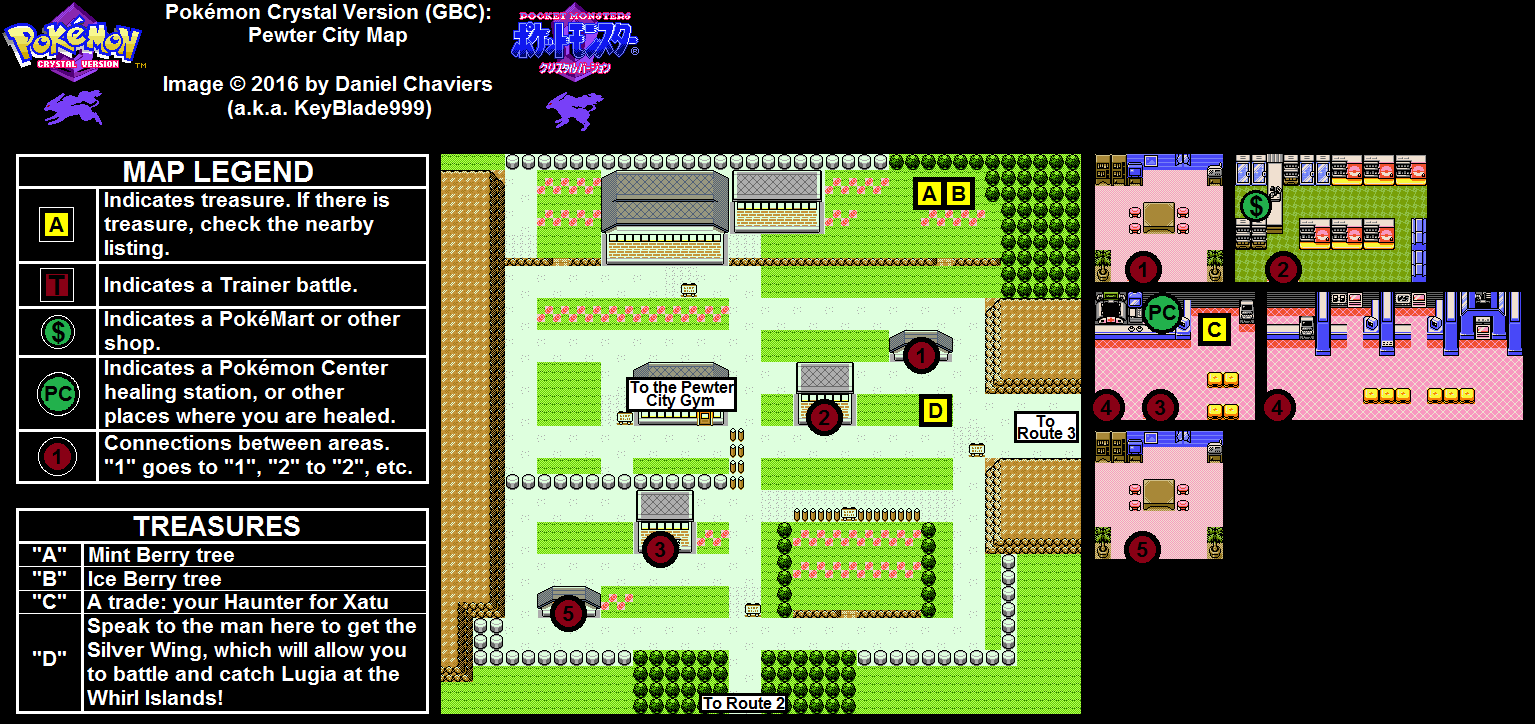 POKéMON
CRYSTAL VERSION
TM
Pokémon Crystal Version (GBC):
Pewter City Map
Image © 2016 by Daniel Chaviers
(a.k.a. KeyBlade999)
POCKET MONSTERS
ポケットモンスター
®
クリスタルバージョン
MAP LEGEND
A
Indicates treasure. If there is
treasure, check the nearby
listing.
T
Indicates a Trainer battle.
$
Indicates a PokéMart or other
shop.
PC
Indicates a Pokémon Center
healing station, or other
places where you are healed.
1
Connections between areas.
"1" goes to "1", "2" to "2", etc.
TREASURES
"A" Mint Berry tree
"B" Ice Berry tree
"C" A trade: your Haunter for Xatu
"D" Speak to the man here to get the
Silver Wing, which will allow you
to battle and catch Lugia at the
Whirl Islands!
A B
1
To the Pewter
City Gym
2
D
To
Route 3
3
5
To Route 2
1
$
2
PC
C
4 3
4
5